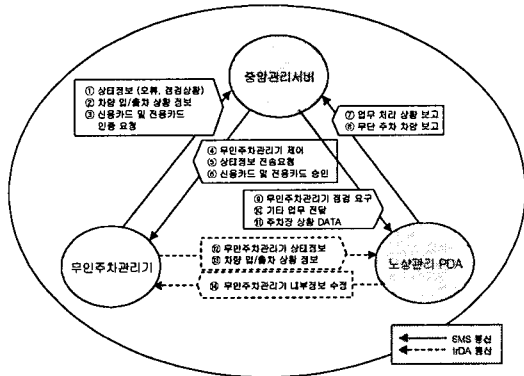 중앙관리서버
① 상태정보 (오류, 점검상황)
② 차량 입/출차 상황 정보
③ 신용카드 및 전용카드
인증 요청
⑦ 업무 처리 상황 보고
⑧ 무단 주차 차량 보고
④ 무인주차관리기 제어
⑤ 상태정보 전송요청
⑥ 신용카드 및 전용카드 승인
⑨ 무인주차관리기 점검 요구
⑩ 기타 업무 전달
⑪ 주차장 상황 DATA
무인주차관리기
⑫ 무인주차관리기 상태정보
⑬ 차량 입/출차 상황 정보
노상관리 PDA
⑭ 무인주차관리기 내부정보 수정
SMS 통신
IrDA 통신